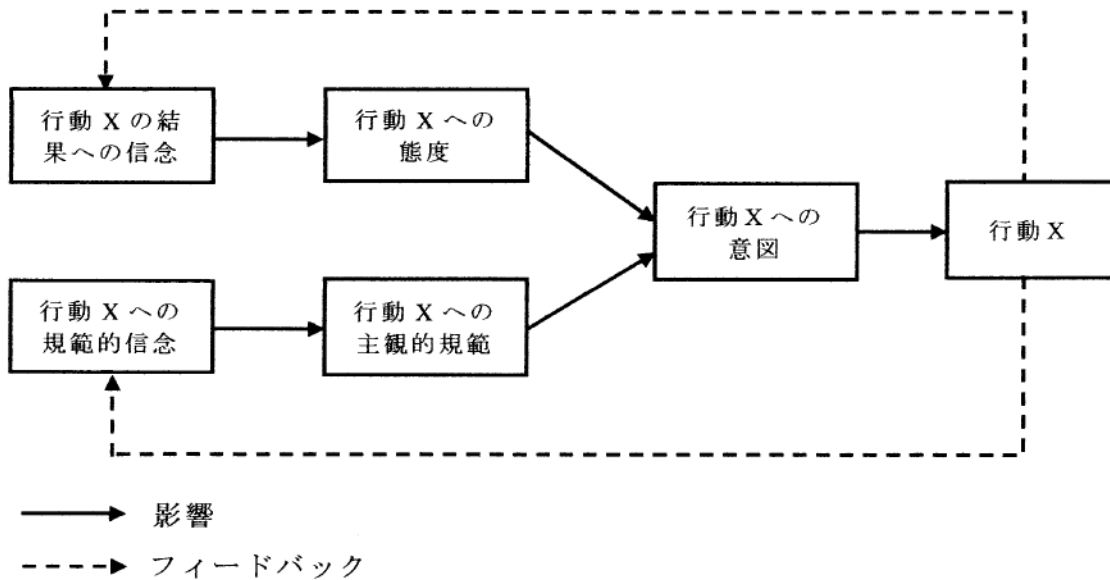 行動Xの結
果への信念
行動Xへの
態度
行動Xへの
意図
行動X
行動Xへの
規範的信念
行動Xへの
主観的規範
影響
フィードバック